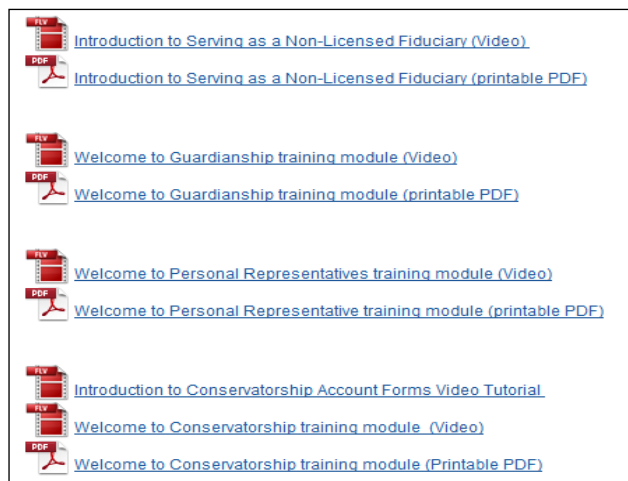 FLV
Introduction to Serving as a Non-Licensed Fiduciary (Video)
PDF
Introduction to Serving as a Non-Licensed Fiduciary (printable PDF)
FLV
Welcome to Guardianship training module (Video)
PDF
Welcome to Guardianship training module (printable PDF)
FLV
Welcome to Personal Representatives training module (Video)
PDF
Welcome to Personal Representative training module (printable PDF)
FLV
Introduction to Conservatorship Account Forms Video Tutorial
FLV
Welcome to Conservatorship training module  (Video)
PDF
Welcome to Conservatorship training module (Printable PDF)